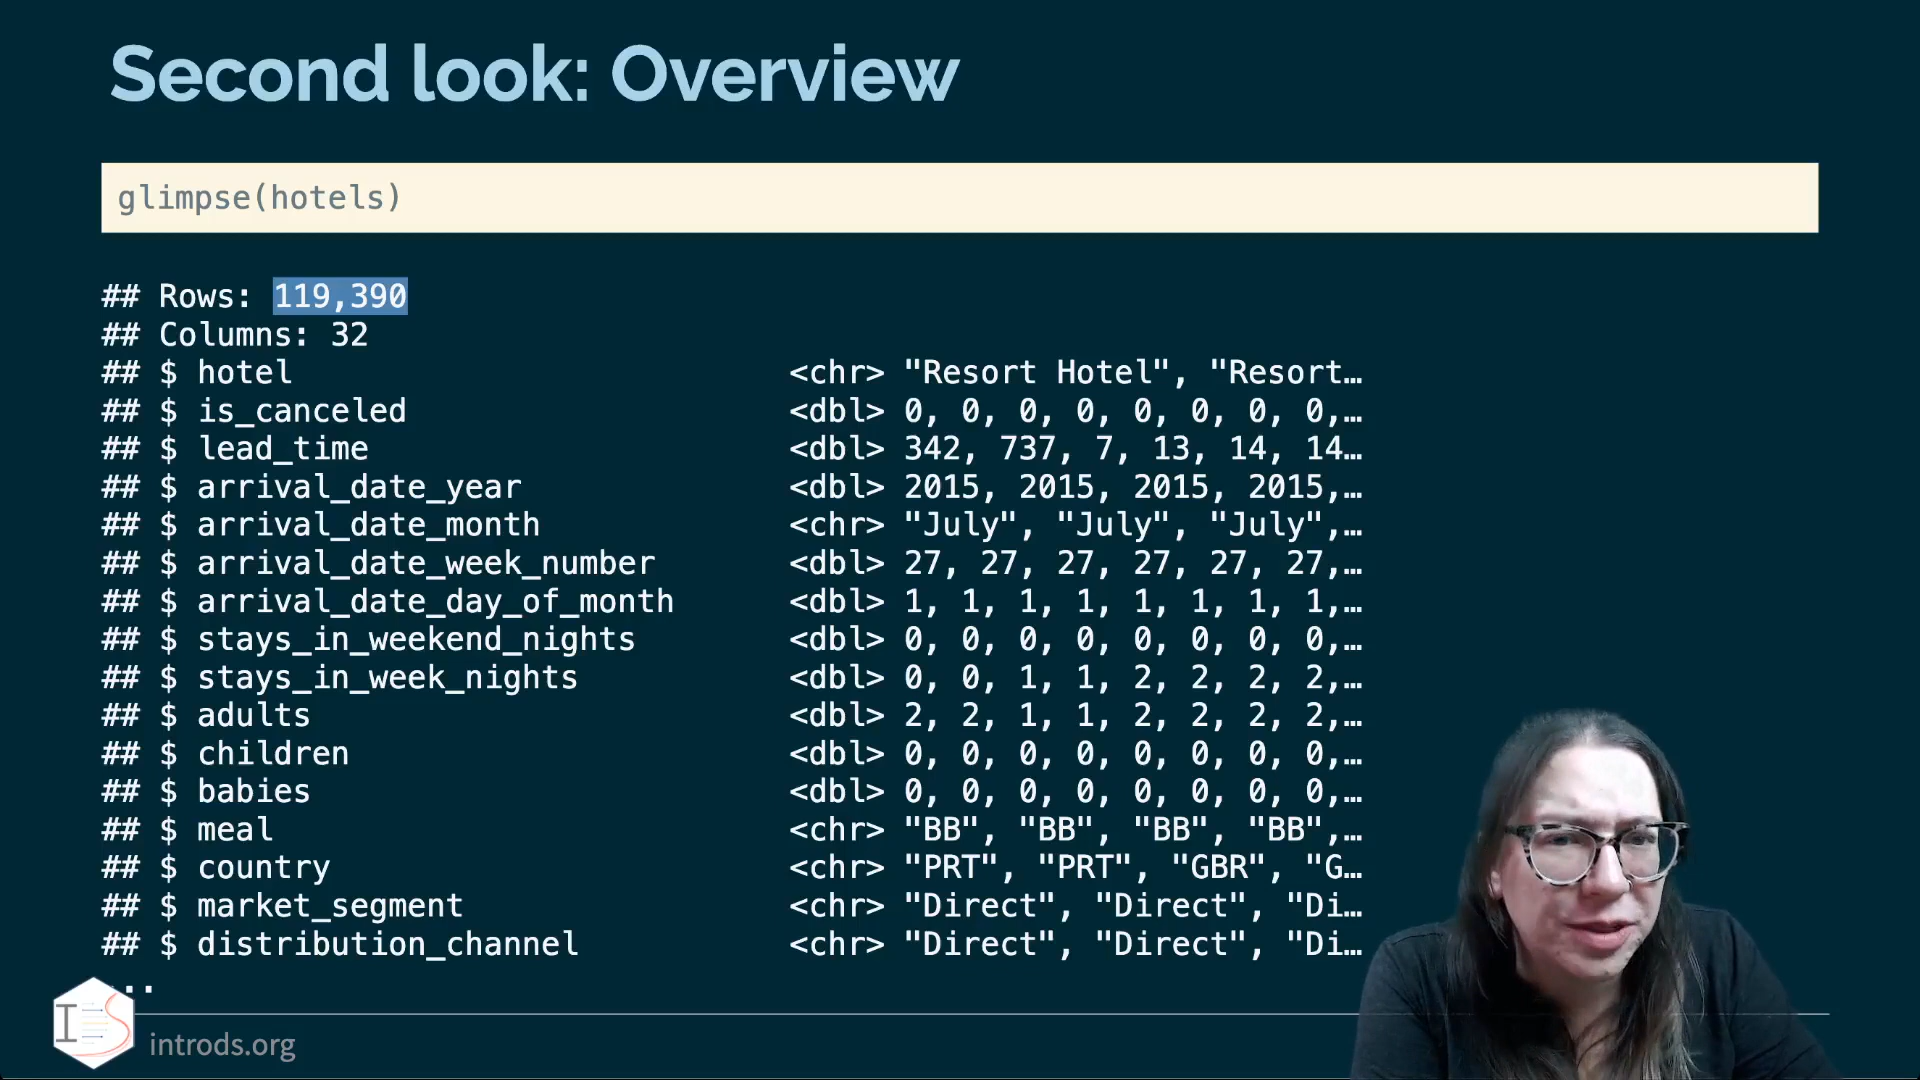 Second look: Overview
glimpse(hotels)
## Rows: 119,390
## Columns: 32
## $ hotel <chr> "Resort Hotel", "Resort…
## $ is_canceled <dbl> 0, 0, 0, 0, 0, 0, 0, 0,…
## $ lead_time <dbl> 342, 737, 7, 13, 14, 14…
## $ arrival_date_year <dbl> 2015, 2015, 2015, 2015,…
## $ arrival_date_month <chr> "July", "July", "July",…
## $ arrival_date_week_number <dbl> 27, 27, 27, 27, 27, 27,…
## $ arrival_date_day_of_month <dbl> 1, 1, 1, 1, 1, 1, 1, 1,…
## $ stays_in_weekend_nights <dbl> 0, 0, 0, 0, 0, 0, 0, 0,…
## $ stays_in_week_nights <dbl> 0, 0, 1, 1, 2, 2, 2, 2,…
## $ adults <dbl> 2, 2, 1, 1, 2, 2, 2, 2,…
## $ children <dbl> 0, 0, 0, 0, 0, 0, 0, 0,…
## $ babies <dbl> 0, 0, 0, 0, 0, 0, 0, 0,…
## $ meal <chr> "BB", "BB", "BB", "BB",…
## $ country <chr> "PRT", "PRT", "GBR", "G…
## $ market_segment <chr> "Direct", "Direct", "Di…
## $ distribution_channel <chr> "Direct", "Direct", "Di…
...
IDS
introds.org